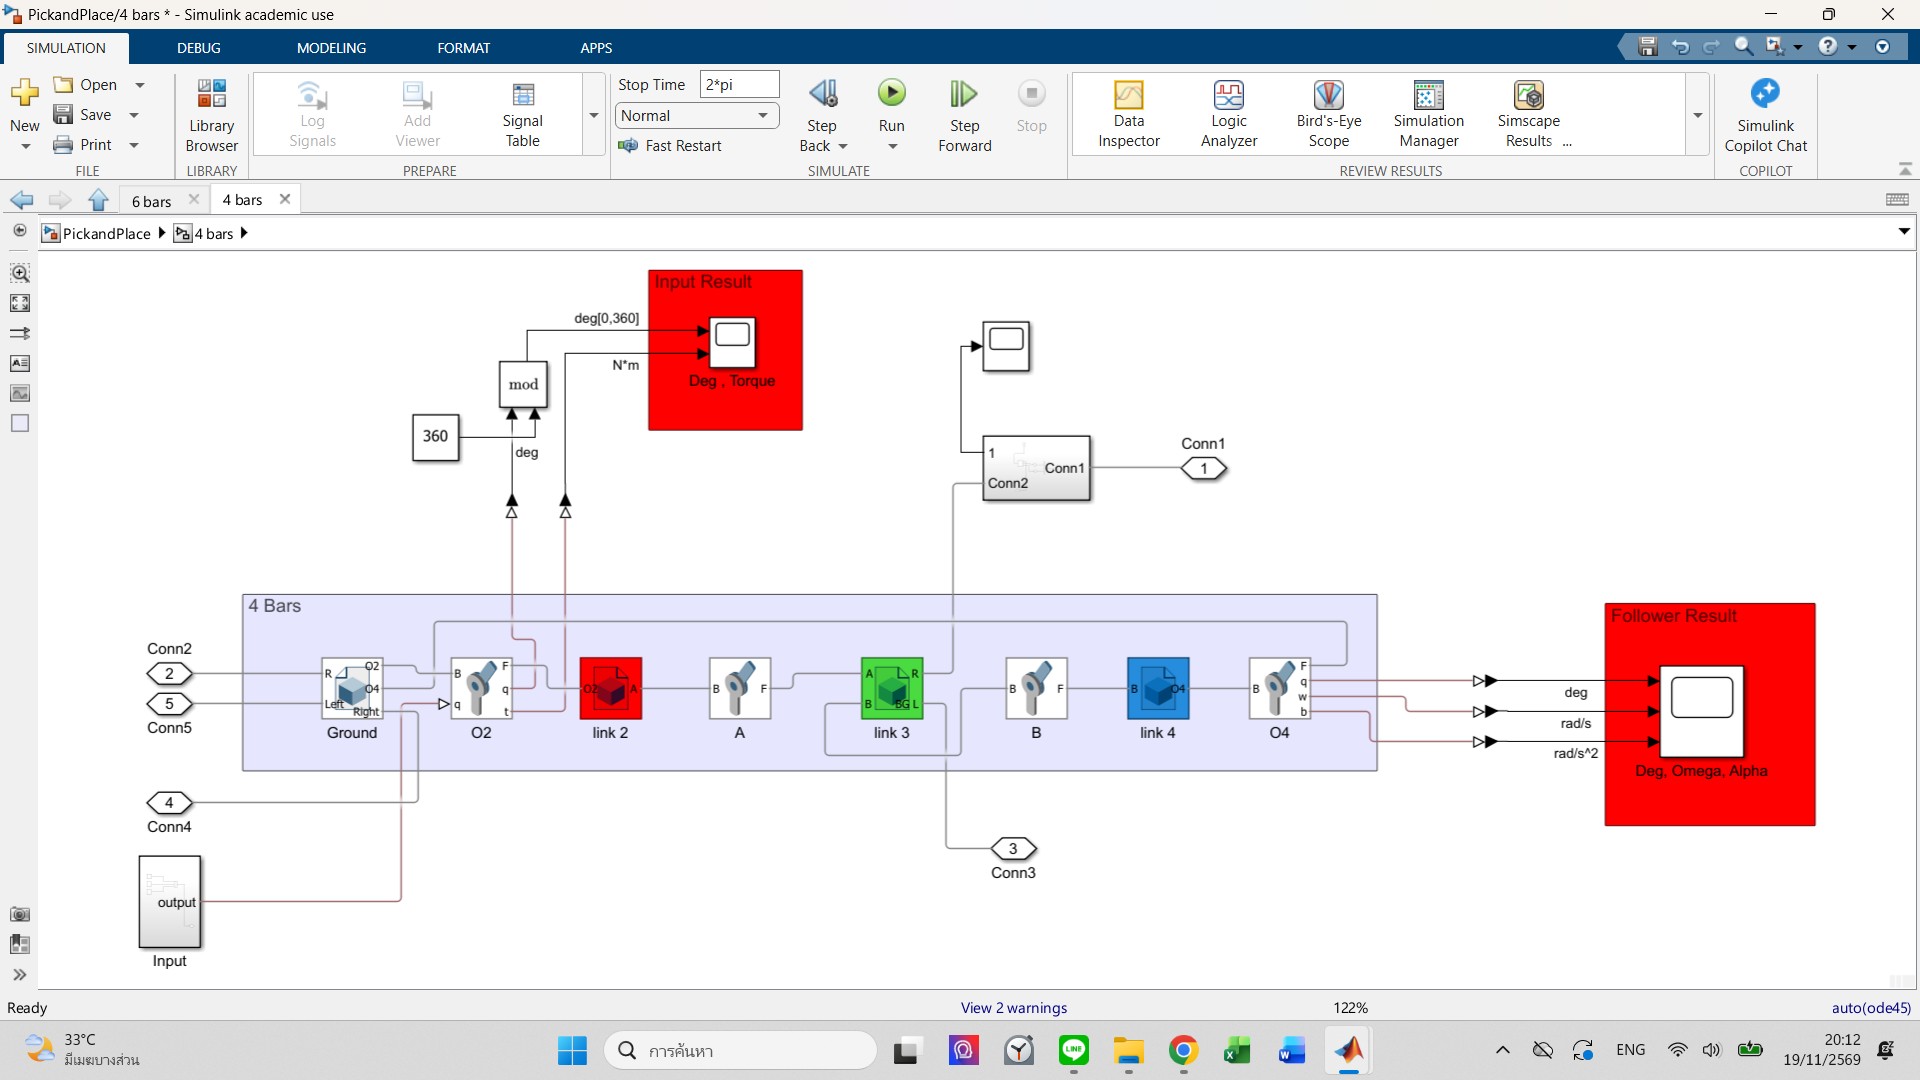 PickandPlace/4 bars * - Simulink academic use
SIMULATION
DEBUG
MODELING
FORMAT
APPS
New
Open
Save
Print
FILE
Library
Browser
LIBRARY
Log
Signals
Add
Viewer
Signal
Table
PREPARE
Stop Time 2*pi
Normal
Fast Restart
Step
Back
Run
Step
Forward
Stop
SIMULATE
Data
Inspector
Logic
Analyzer
Bird's-Eye
Scope
Simulation
Manager
Simscape
Results ...
REVIEW RESULTS
Simulink
Copilot Chat
COPILOT
6 bars
4 bars
PickandPlace
4 bars
Input Result
deg[0,360]
N*m
Deg , Torque
mod
360
deg
1
Conn1
Conn2
Conn1
1
4 Bars
Conn2
2
5
Conn5
R
O2
O4
Left
Right
Ground
B
F
q
q
t
O2
O2
A
link 2
B
F
A
A
R
B
BG
L
link 3
B
F
B
B
O4
link 4
B
F
q
w
b
O4
deg
rad/s
rad/s^2
Follower Result
Deg, Omega, Alpha
4
Conn4
output
Input
3
Conn3
Ready
View 2 warnings
122%
auto(ode45)
33°C
มีเมฆบางส่วน
การค้นหา
LINE
ENG
20:12
19/11/2569